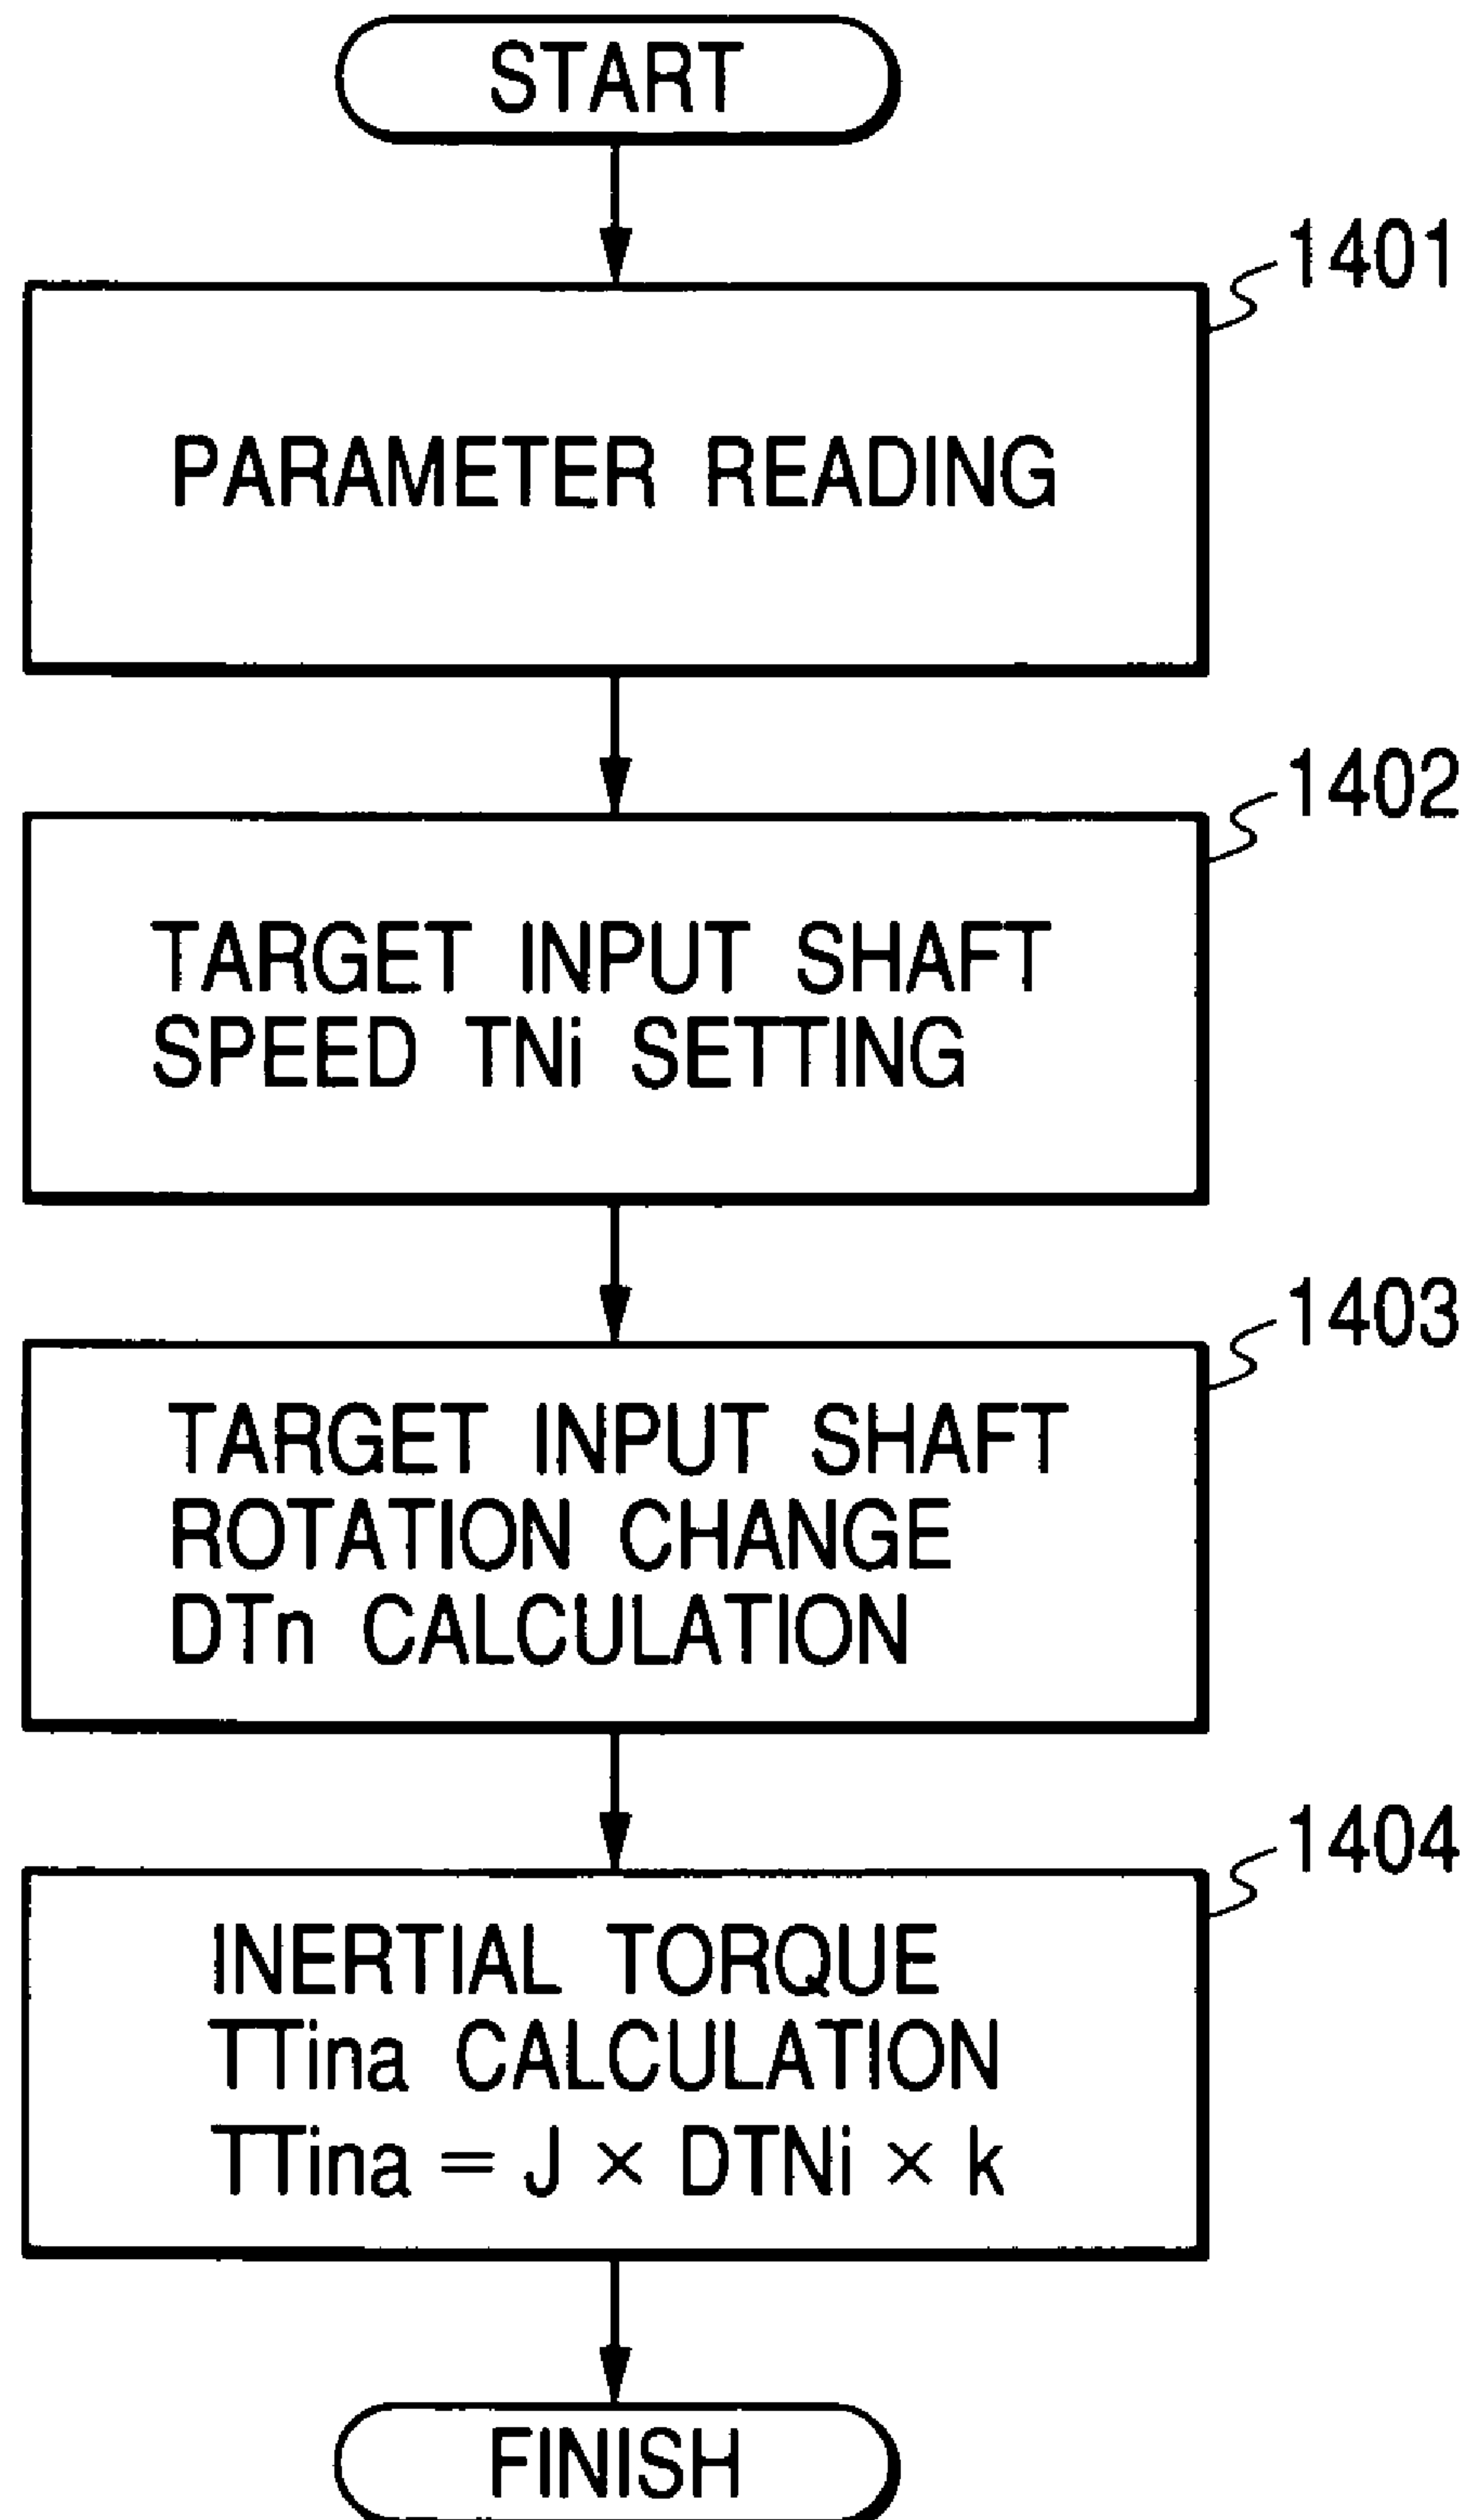 START
1401
PARAMETER READING
1402
TARGET INPUT SHAFT
SPEED TNi SETTING
1403
TARGET INPUT SHAFT
ROTATION CHANGE
DTn CALCULATION
1404
INERTIAL TORQUE
TTina CALCULATION
TTina = J × DTNi × k
FINISH